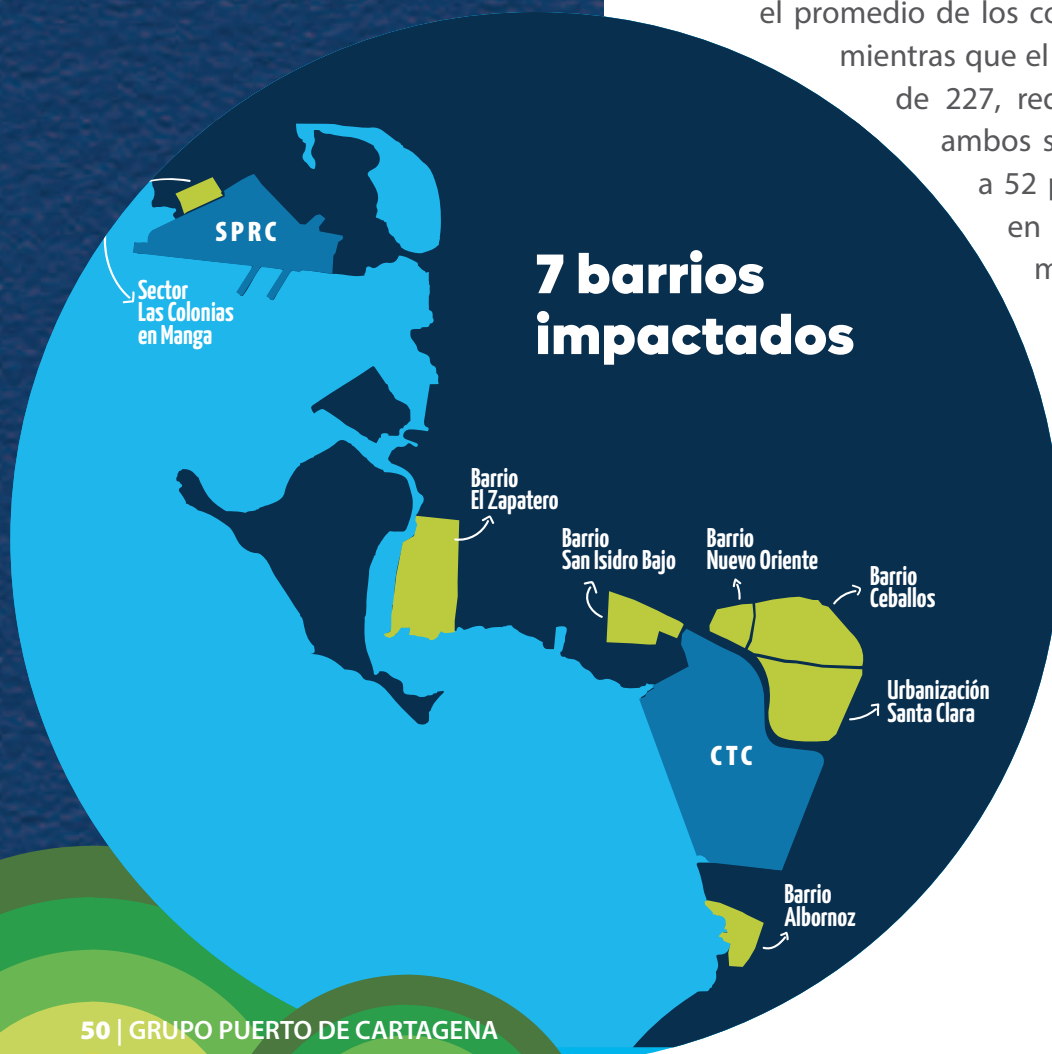 el promedio de los
mientras que el
de 227,
ambos
a 52
en
SPRC
Sector
Las Colonias
en Manga
7 barrios
impactados
Barrio
El Zapatero
Barrio
San Isidro Bajo
Barrio
Nuevo Oriente
Barrio
Ceballos
Urbanización
Santa Clara
CTC
Barrio
Albornoz
50 | GRUPO PUERTO DE CARTAGENA